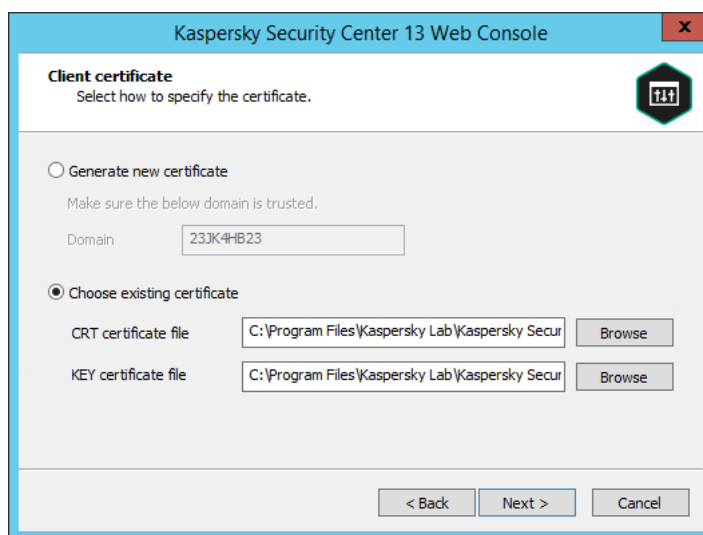 Kaspersky Security Center 13 Web Console
x
Client certificate
Select how to specify the certificate.
Generate new certificate
Make sure the below domain is trusted.
Domain 23JK4HB23
Choose existing certificate
CRT certificate file C:\Program Files\Kaspersky Lab\Kaspersky Secur Browse
KEY certificate file C:\Program Files\Kaspersky Lab\Kaspersky Secur Browse
< Back Next > Cancel